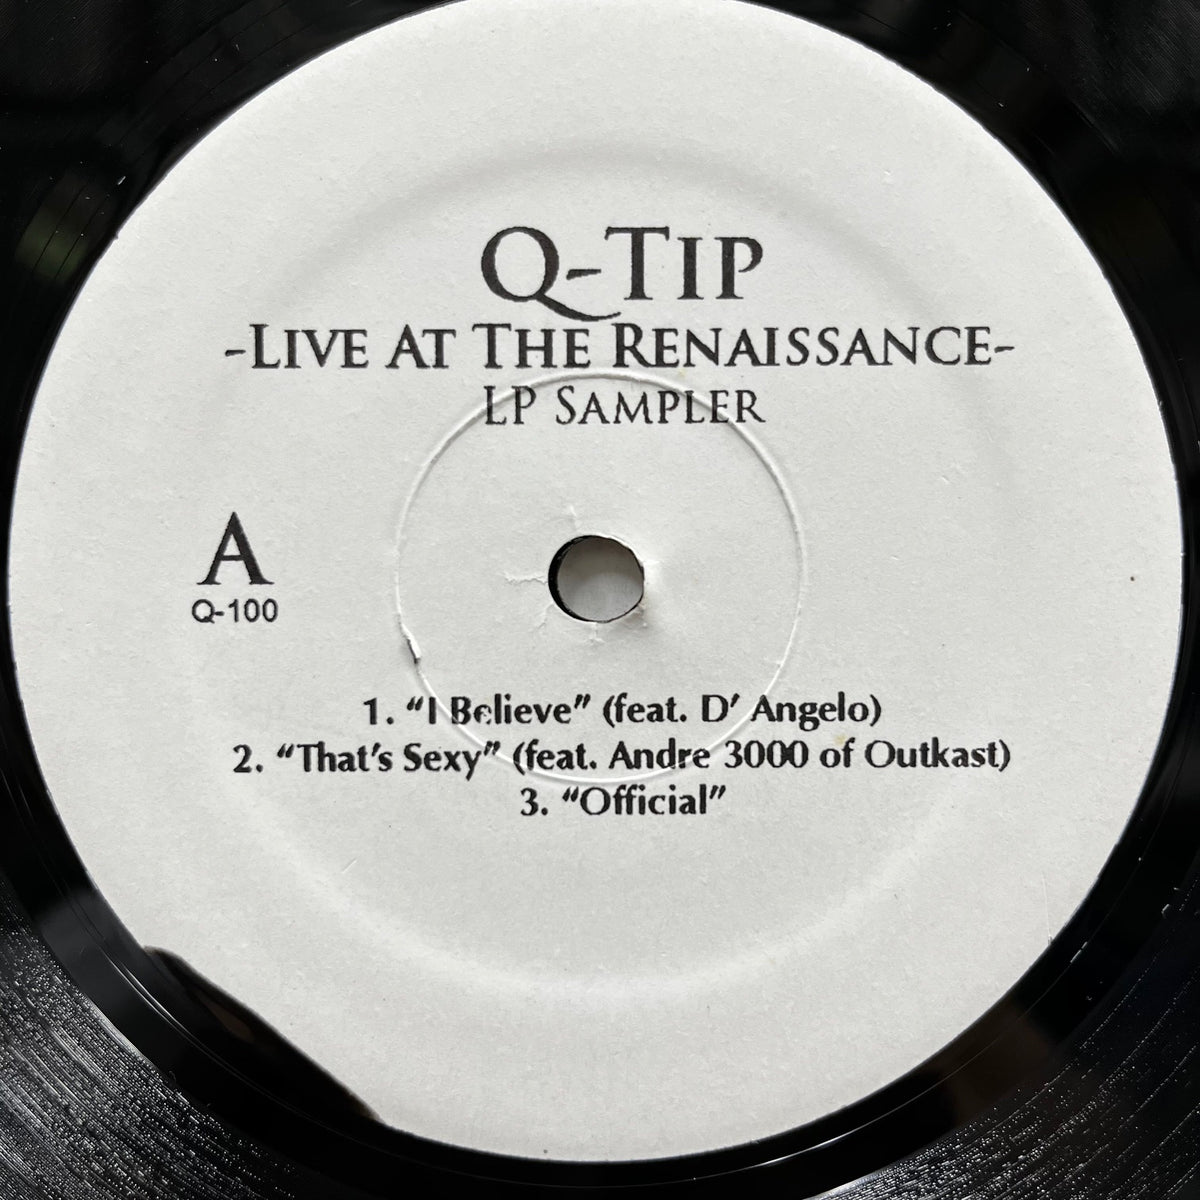 Q-TIP
-LIVE AT THE RENAISSANCE-
LP SAMPLER
A
Q-100
1. “I Believe” (feat. D’ Angelo)
2. “That’s Sexy” (feat. Andre 3000 of Outkast)
3. “Official”